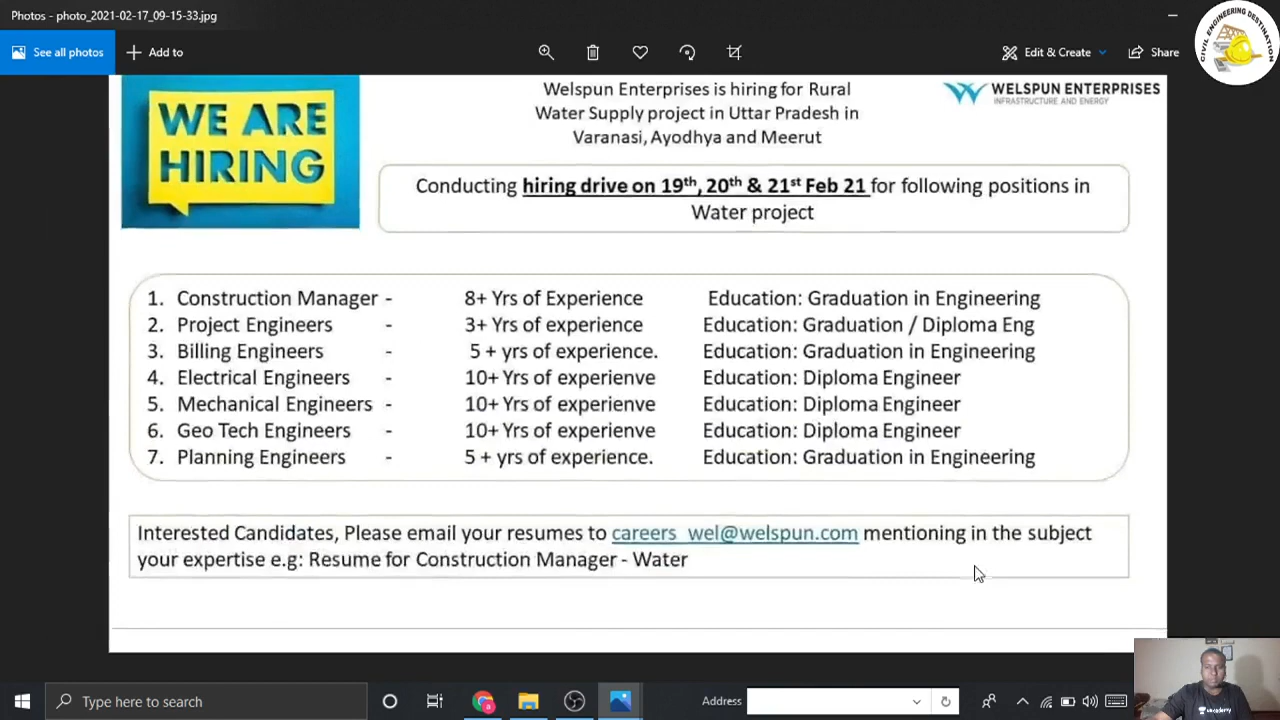 Photos - photo_2021-02-17_09-15-33.jpg
See all photos
Add to
Edit & Create
Share
CIVIL ENGINEERING DESTINATION
WE ARE
HIRING
Welspun Enterprises is hiring for Rural
Water Supply project in Uttar Pradesh in
Varanasi, Ayodhya and Meerut
WELSPUN ENTERPRISES
INFRASTRUCTURE AND ENERGY
Conducting hiring drive on 19th, 20th & 21st Feb 21 for following positions in
Water project
1. Construction Manager - 8+ Yrs of Experience Education: Graduation in Engineering
2. Project Engineers - 3+ Yrs of experience Education: Graduation / Diploma Eng
3. Billing Engineers - 5 + yrs of experience. Education: Graduation in Engineering
4. Electrical Engineers - 10+ Yrs of experienve Education: Diploma Engineer
5. Mechanical Engineers - 10+ Yrs of experienve Education: Diploma Engineer
6. Geo Tech Engineers - 10+ Yrs of experienve Education: Diploma Engineer
7. Planning Engineers - 5 + yrs of experience. Education: Graduation in Engineering
Interested Candidates, Please email your resumes to careers_wel@welspun.com mentioning in the subject
your expertise e.g: Resume for Construction Manager - Water
Type here to search
Address